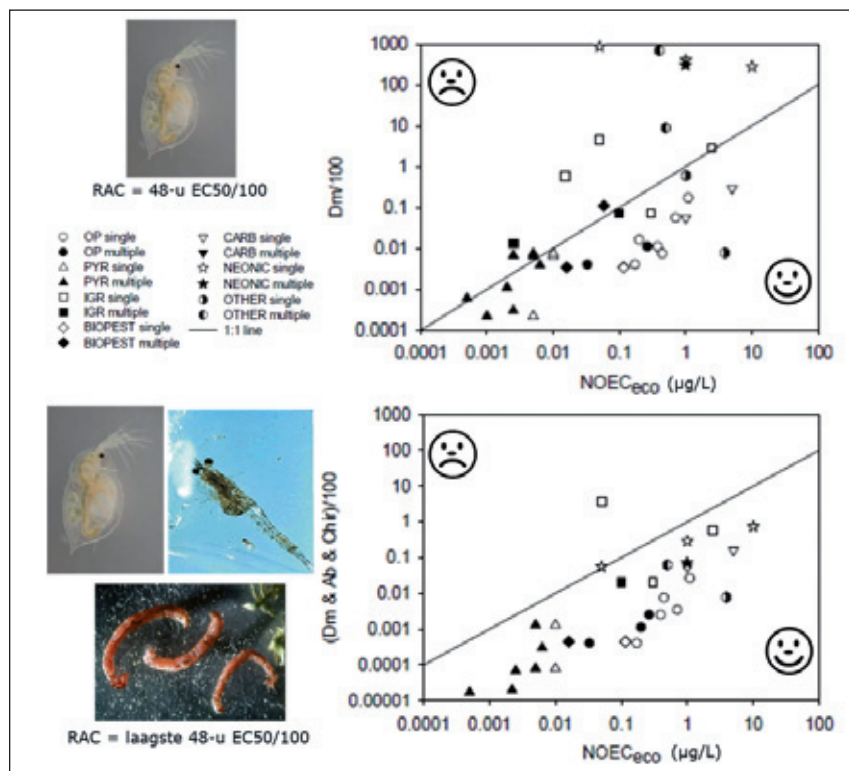 RAC = 48-u EC50/100
OP single
OP multiple
PYR single
PYR multiple
IGR single
IGR multiple
BIOPEST single
BIOPEST multiple
CARB single
CARB multiple
NEONIC single
NEONIC multiple
OTHER single
OTHER multiple
1:1 line
Dm/100
1000
100
10
1
0.1
0.01
0.001
0.0001
0.0001 0.001 0.01 0.1 1 10 100
NOECeco (µg/L)
RAC = laagste 48-u EC50/100
(Dm & Ab & Chir)/100
1000
100
10
1
0.1
0.01
0.001
0.0001
0.00001
0.0001 0.001 0.01 0.1 1 10 100
NOECeco (µg/L)